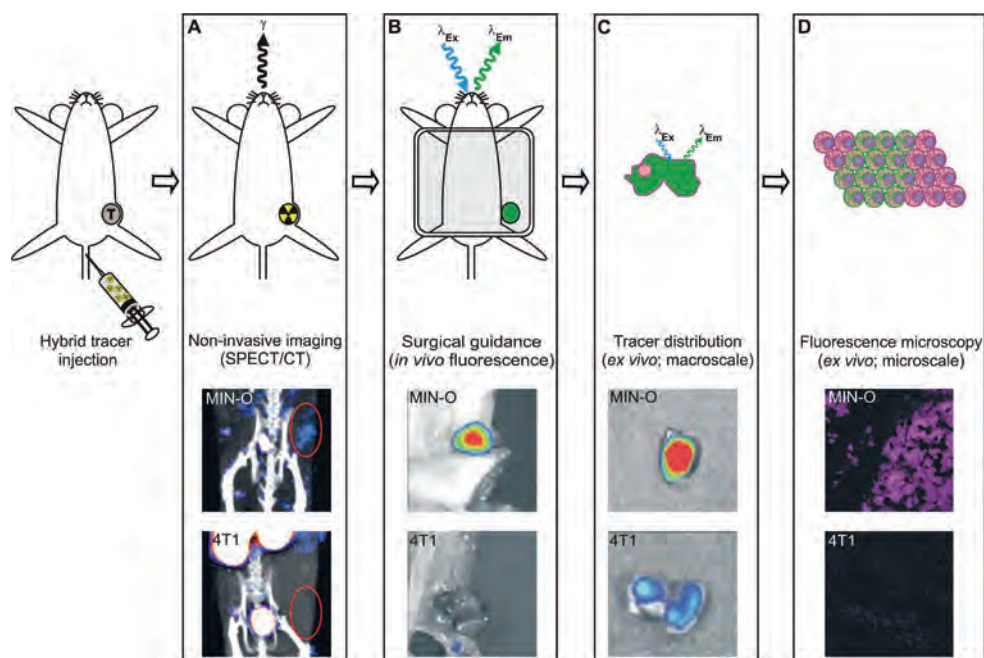 A
γ
B
λEx
λEm
C
λEx
λEm
D
T
Hybrid tracer
injection
Non-invasive imaging
(SPECT/CT)
Surgical guidance
(in vivo fluorescence)
Tracer distribution
(ex vivo; macroscale)
Fluorescence microscopy
(ex vivo; microscale)
MIN-O
MIN-O
MIN-O
MIN-O
4T1
4T1
4T1
4T1